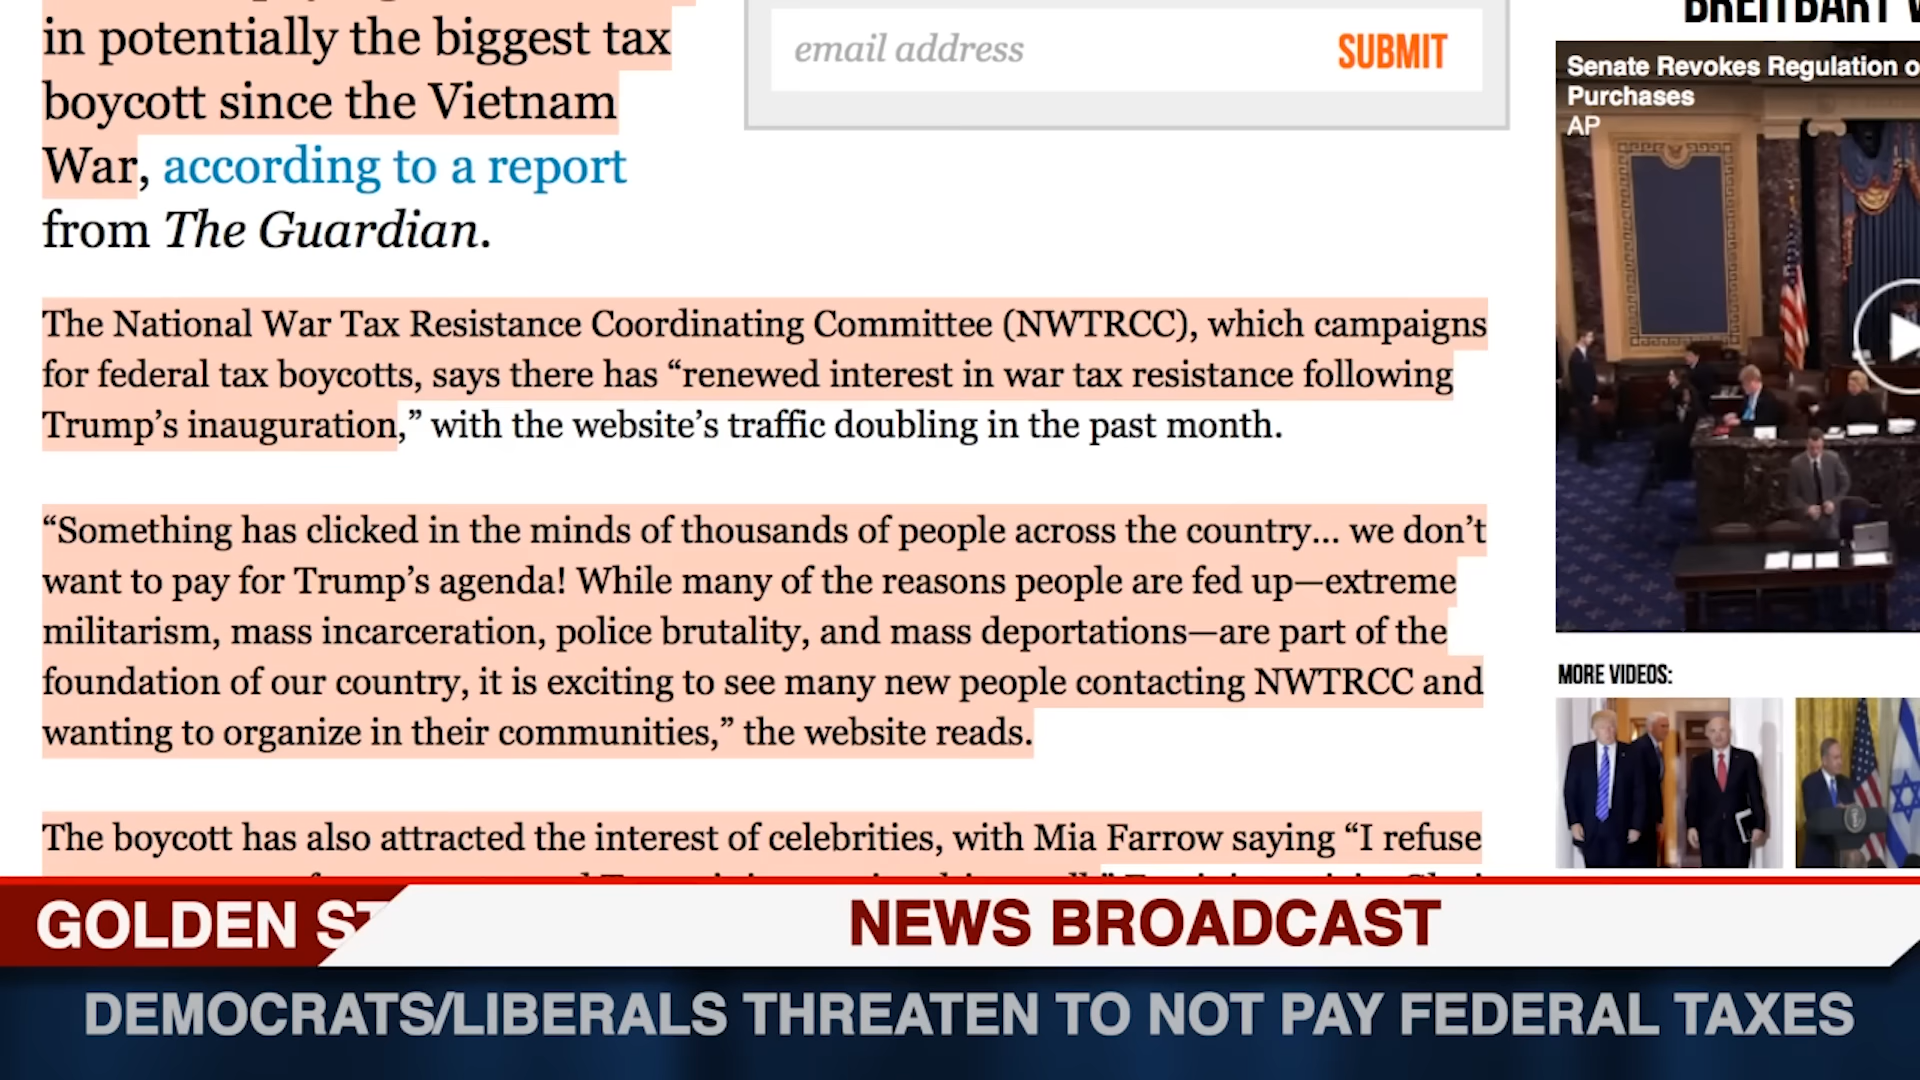 in potentially the biggest tax
boycott since the Vietnam
War, according to a report
from The Guardian.
The National War Tax Resistance Coordinating Committee (NWTRCC), which campaigns
for federal tax boycotts, says there has “renewed interest in war tax resistance following
Trump’s inauguration,” with the website’s traffic doubling in the past month.
“Something has clicked in the minds of thousands of people across the country... we don’t
want to pay for Trump’s agenda! While many of the reasons people are fed up—extreme
militarism, mass incarceration, police brutality, and mass deportations—are part of the
foundation of our country, it is exciting to see many new people contacting NWTRCC and
wanting to organize in their communities,” the website reads.
The boycott has also attracted the interest of celebrities, with Mia Farrow saying “I refuse
email address
SUBMIT
BREITBART
Senate Revokes Regulation
Purchases
AP
MORE VIDEOS:
GOLDEN
NEWS BROADCAST
DEMOCRATS/LIBERALS THREATEN TO NOT PAY FEDERAL TAXES